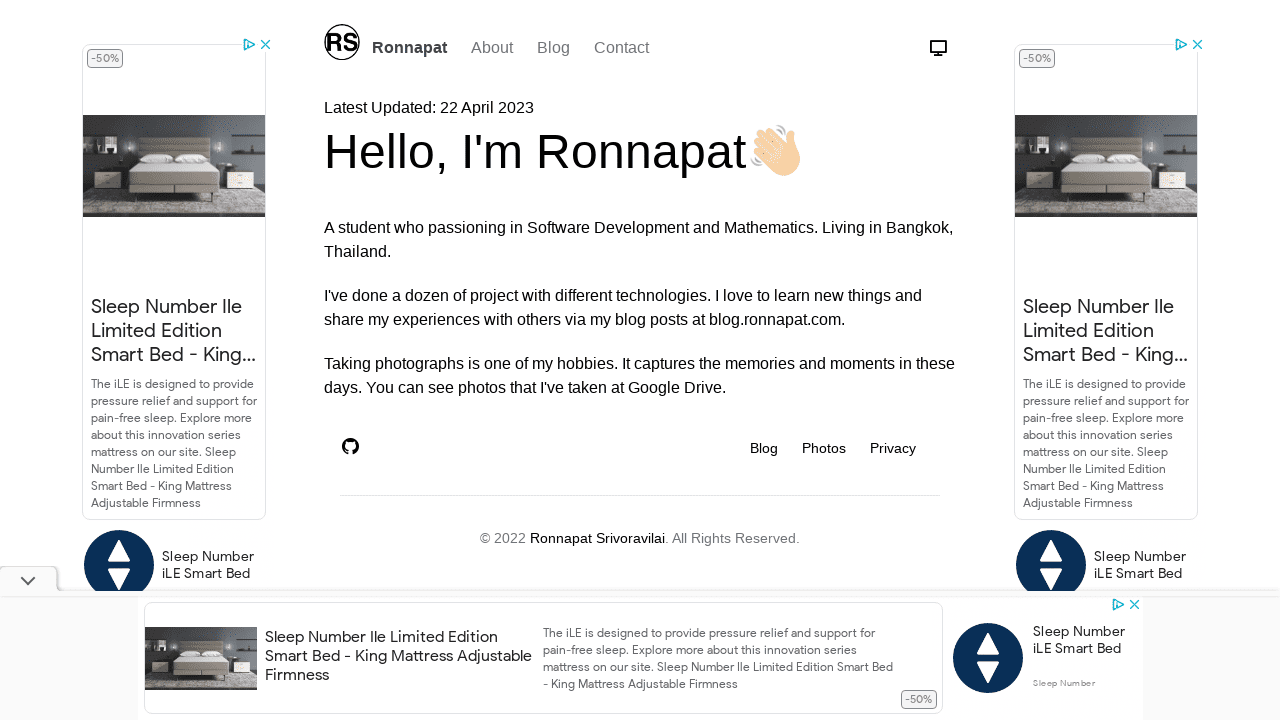 RS
Ronnapat
About
Blog
Contact
Latest Updated: 22 April 2023
Hello, I'm Ronnapat
A student who passioning in Software Development and Mathematics. Living in Bangkok,
Thailand.
I've done a dozen of project with different technologies. I love to learn new things and
share my experiences with others via my blog posts at blog.ronnapat.com.
Taking photographs is one of my hobbies. It captures the memories and moments in these
days. You can see photos that I've taken at Google Drive.
Blog
Photos
Privacy
© 2022 Ronnapat Srivoravilai. All Rights Reserved.
-50%
Sleep Number Ile
Limited Edition
Smart Bed - King...
The iLE is designed to provide
pressure relief and support for
pain-free sleep. Explore more
about this innovation series
mattress on our site. Sleep
Number Ile Limited Edition
Smart Bed - King Mattress
Adjustable Firmness
Sleep Number
iLE Smart Bed
-50%
Sleep Number Ile
Limited Edition
Smart Bed - King...
The iLE is designed to provide
pressure relief and support for
pain-free sleep. Explore more
about this innovation series
mattress on our site. Sleep
Number Ile Limited Edition
Smart Bed - King Mattress
Adjustable Firmness
Sleep Number
iLE Smart Bed
Sleep Number Ile Limited Edition
Smart Bed - King Mattress Adjustable
Firmness
The iLE is designed to provide pressure relief and support for
pain-free sleep. Explore more about this innovation series
mattress on our site. Sleep Number Ile Limited Edition Smart Bed
- King Mattress Adjustable Firmness
-50%
Sleep Number
iLE Smart Bed
Sleep Number